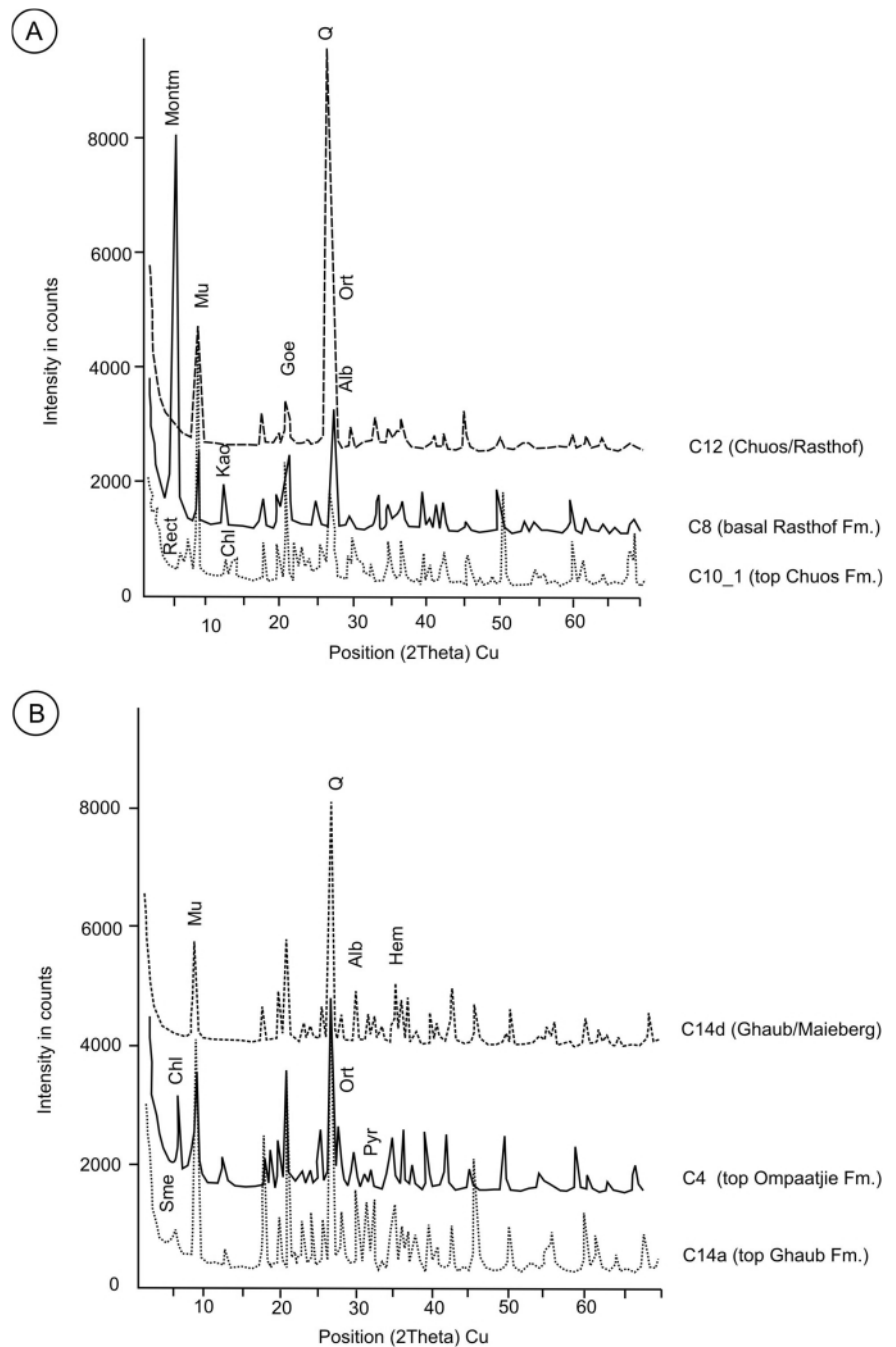 A
Q
Montm
8000
6000
Mu
Ort
Intensity in counts
4000
Goe
Alb
C12 (Chuos/Rasthof)
Kao
2000
C8 (basal Rasthof Fm.)
Rect
Chl
C10_1 (top Chuos Fm.)
0
10 20 30 40 50 60
Position (2Theta) Cu
B
Q
8000
Mu
6000
Alb
Hem
C14d (Ghaub/Maieberg)
Intensity in counts
4000
Chl
Ort
Pyr
2000
C4 (top Ompaatjie Fm.)
Sme
C14a (top Ghaub Fm.)
0
10 20 30 40 50 60
Position (2Theta) Cu